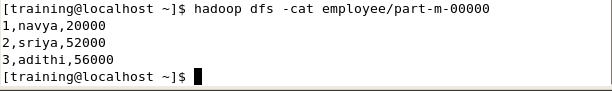 [training@localhost ~]$ hadoop dfs -cat employee/part-m-00000
1,navya,20000
2,sriya,52000
3,adithi,56000
[training@localhost ~]$